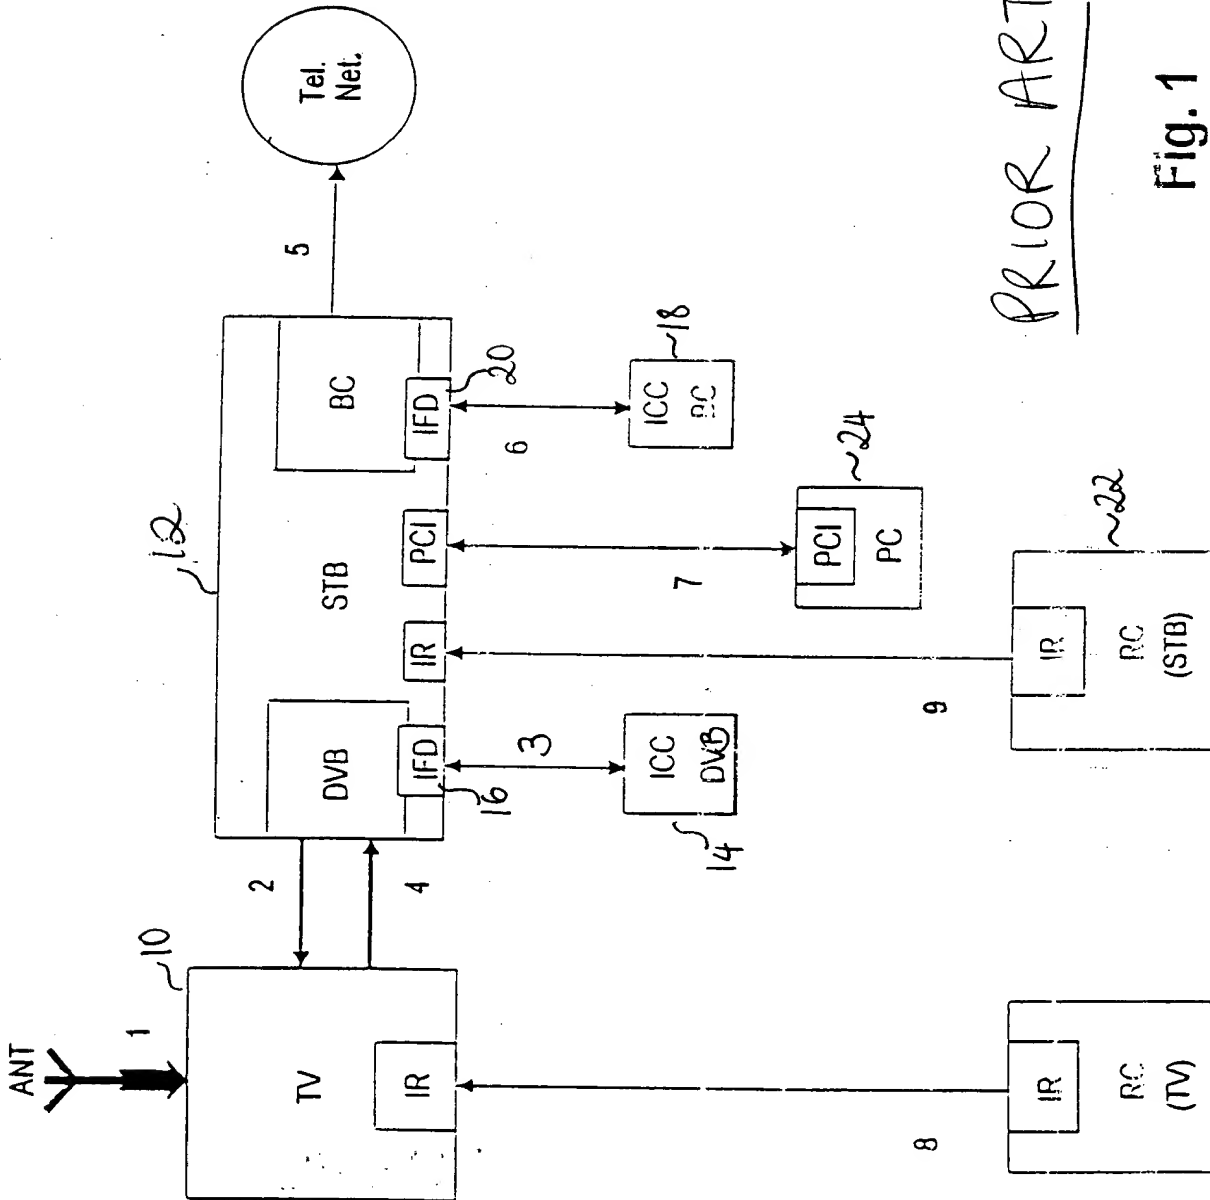 ANT
1
10
TV
IR
8
IR
RC
(TV)
2
4
12
DVB
IFD
16
3
ICC
DVB
14
STB
IR
9
IR
RC
(STB)
22
PCI
7
PCI
PC
24
BC
IFD
20
6
ICC
BC
18
5
Tel.
Net.
PRIOR ART
Fig. 1